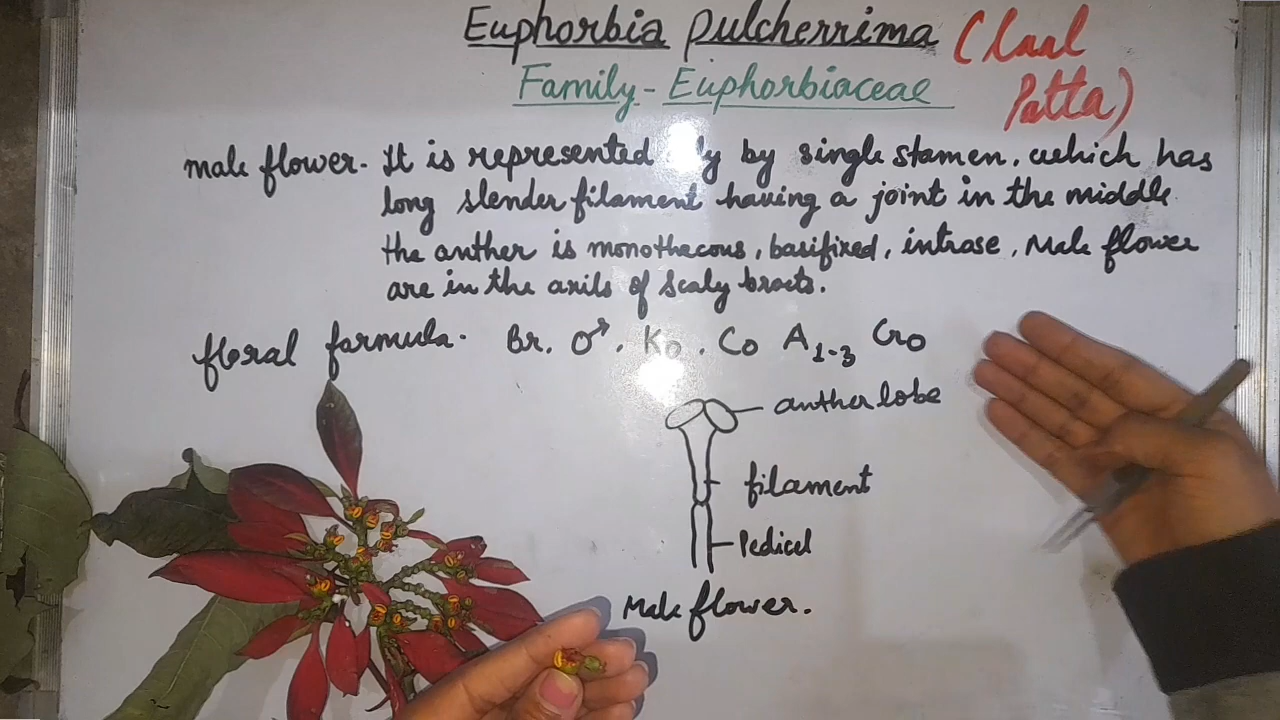 Euphorbia Pulcherrima (Laal
Patta)
Family - Euphorbiaceae
male flower. It is represented by single stamen. which has
long slender filament having a joint in the middle
the anther is monothecous, basifixed, intrase, Male flower
are in the axils of scaly bracts.
floral formula. Br. ♂. K0. C0 A1-3 G0
anther lobe
filament
Pedicel
Male flower.